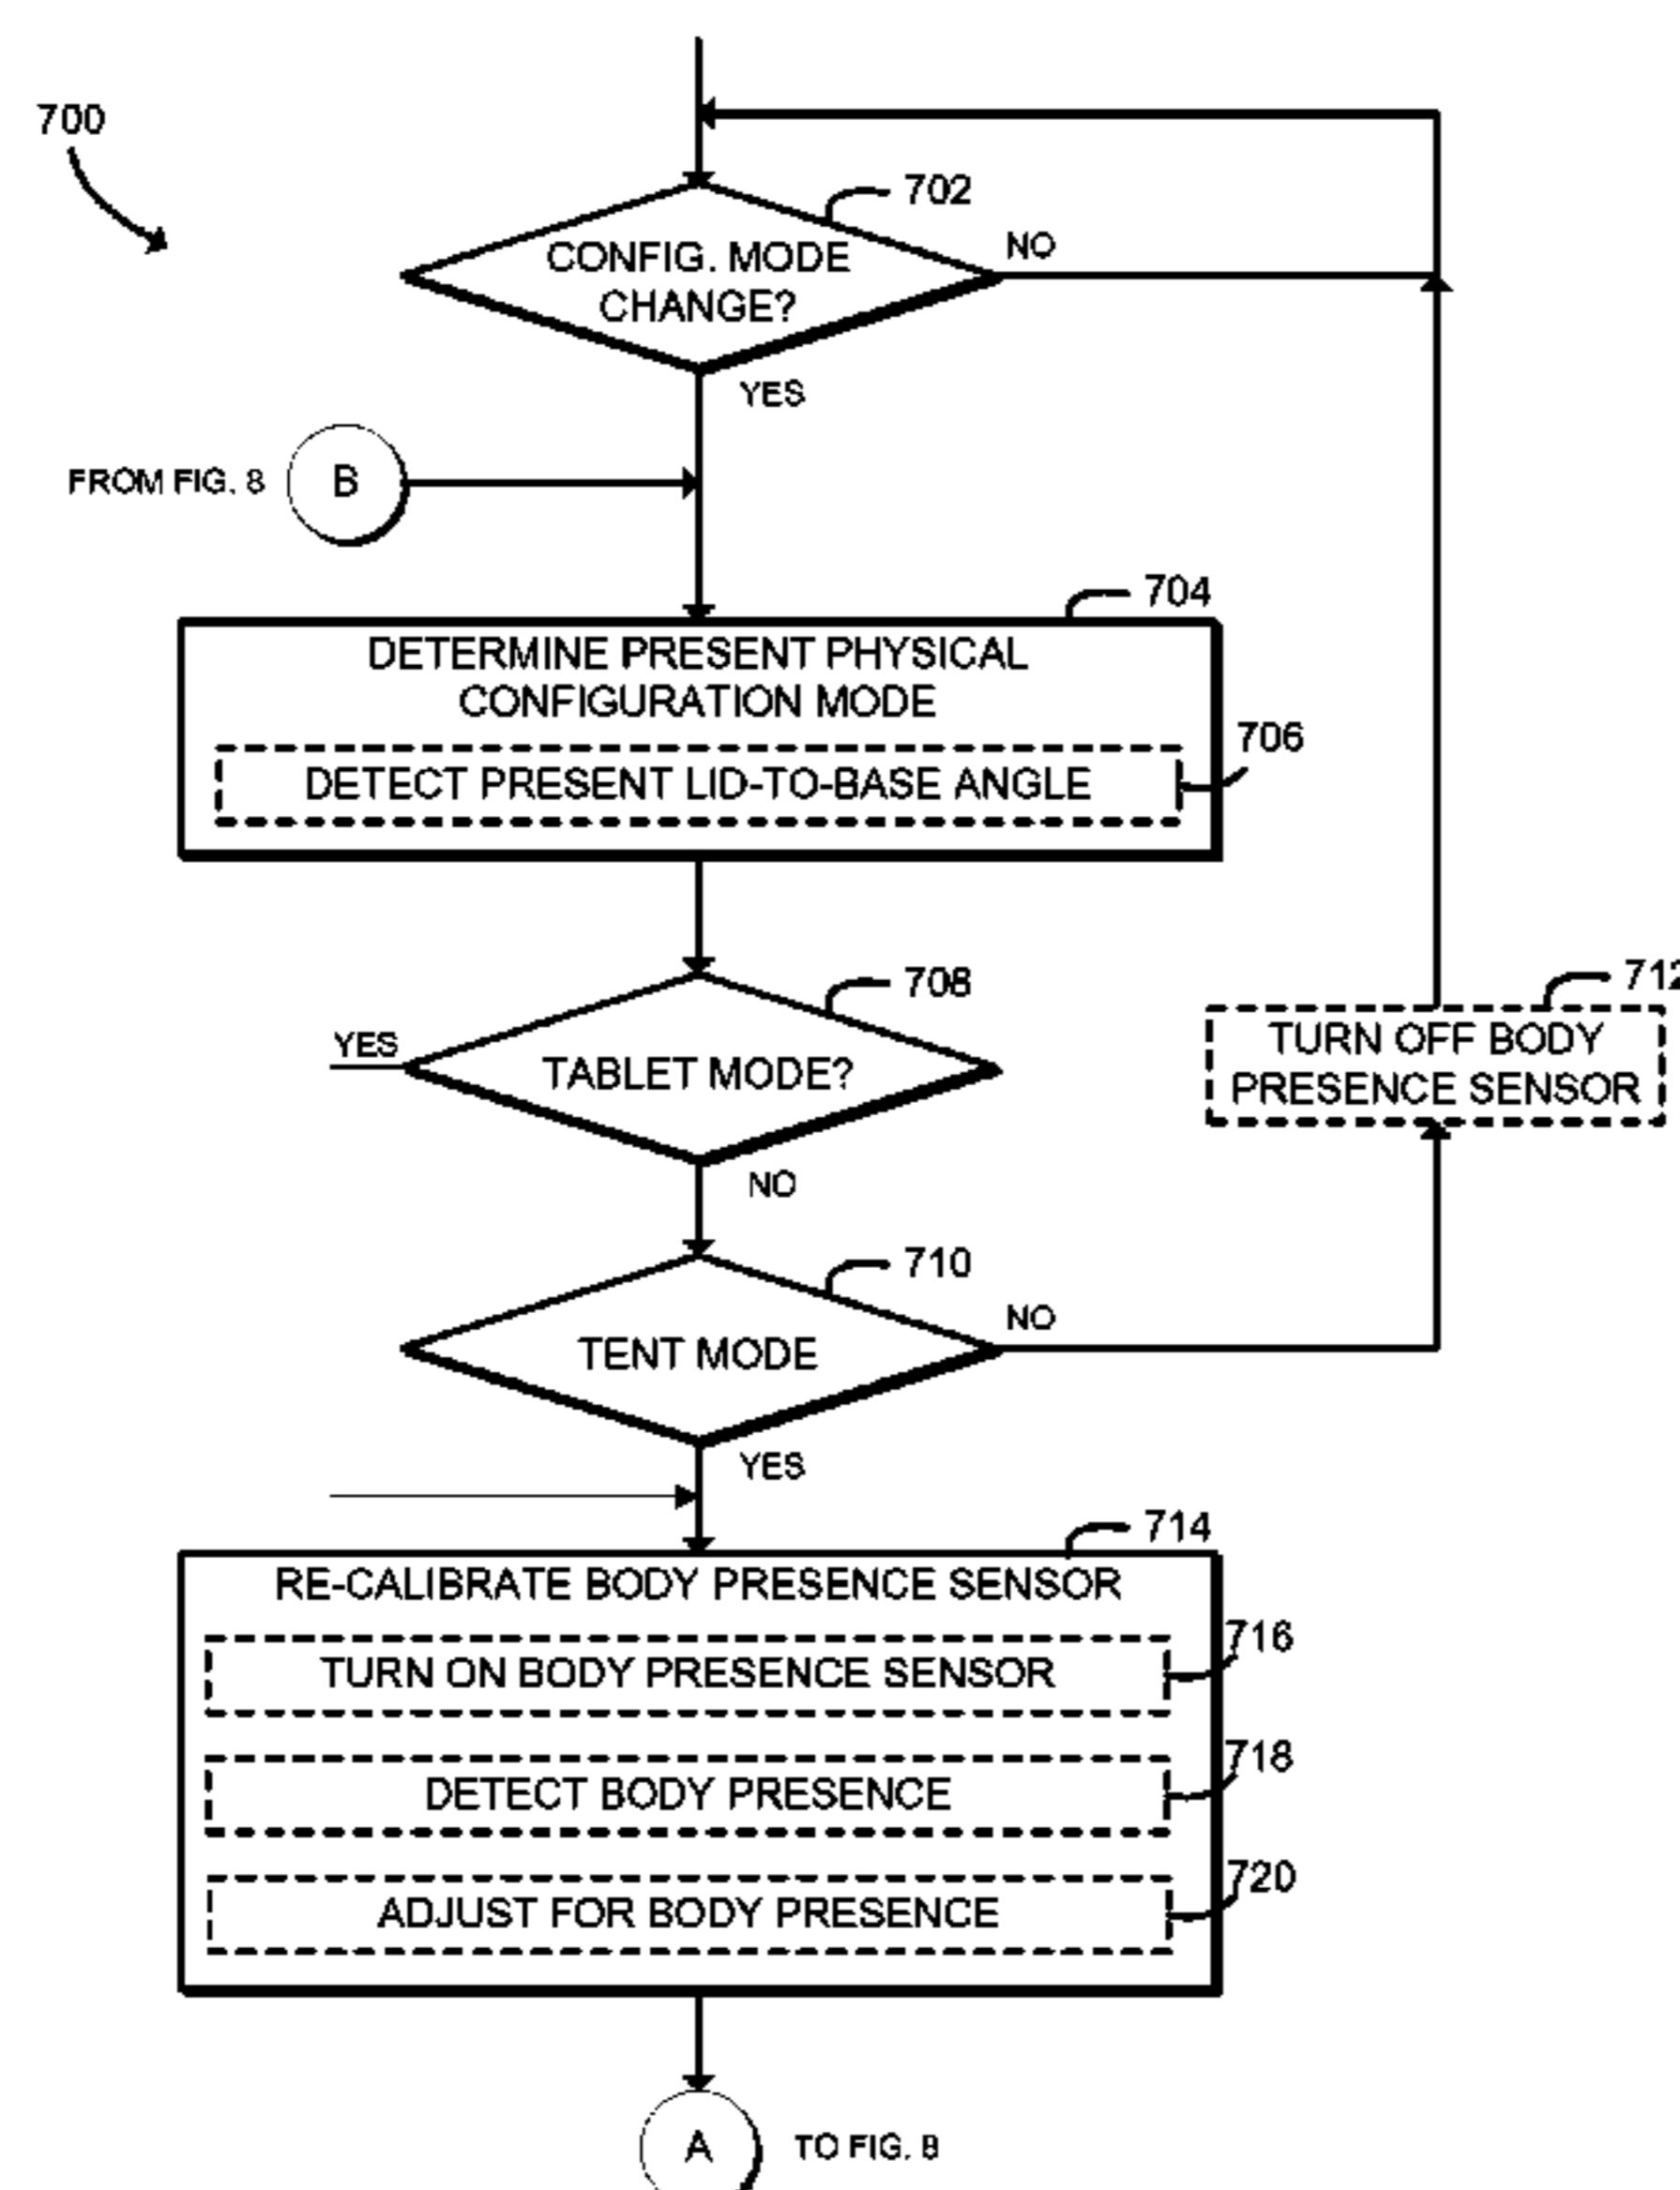 700
702
CONFIG. MODE
CHANGE?
NO
YES
FROM FIG. 8
B
704
DETERMINE PRESENT PHYSICAL
CONFIGURATION MODE
706
DETECT PRESENT LID-TO-BASE ANGLE
708
YES
TABLET MODE?
NO
712
TURN OFF BODY
PRESENCE SENSOR
710
TENT MODE
NO
YES
714
RE-CALIBRATE BODY PRESENCE SENSOR
716
TURN ON BODY PRESENCE SENSOR
718
DETECT BODY PRESENCE
720
ADJUST FOR BODY PRESENCE
A
TO FIG. 8